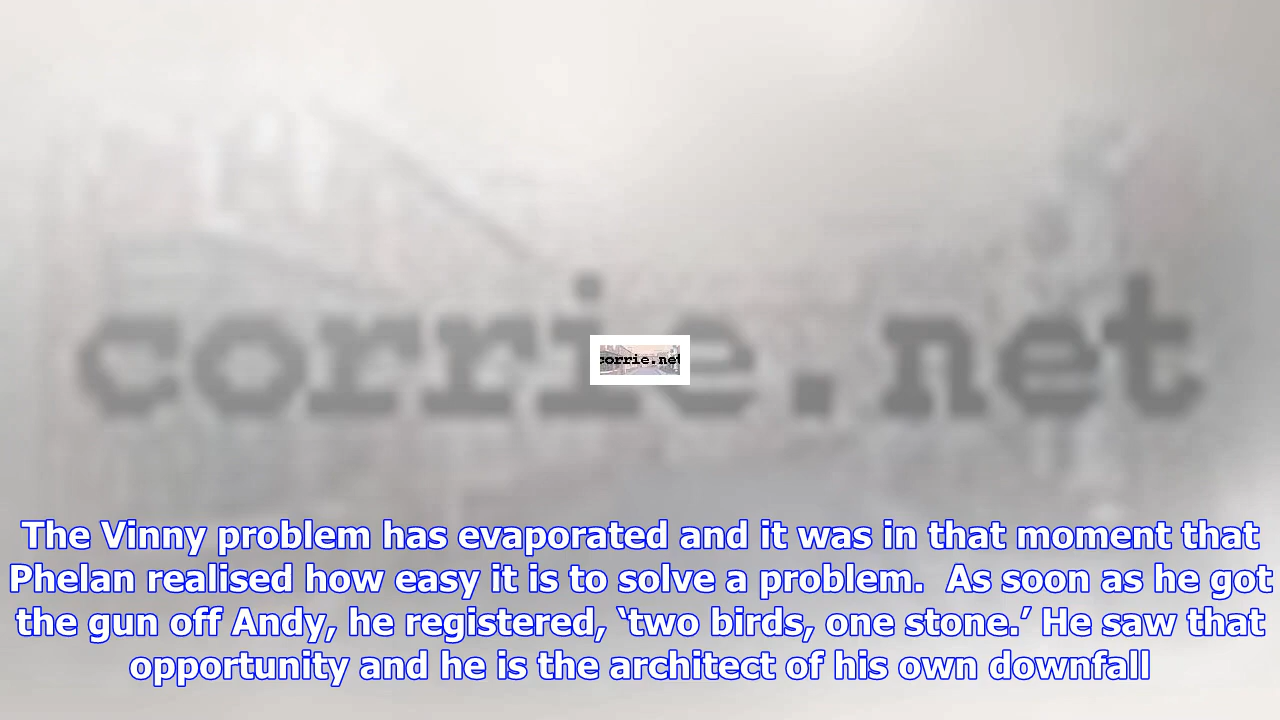 corrie.net
corrie.net
The Vinny problem has evaporated and it was in that moment that
Phelan realised how easy it is to solve a problem.  As soon as he got
the gun off Andy, he registered, ‘two birds, one stone.’ He saw that
opportunity and he is the architect of his own downfall